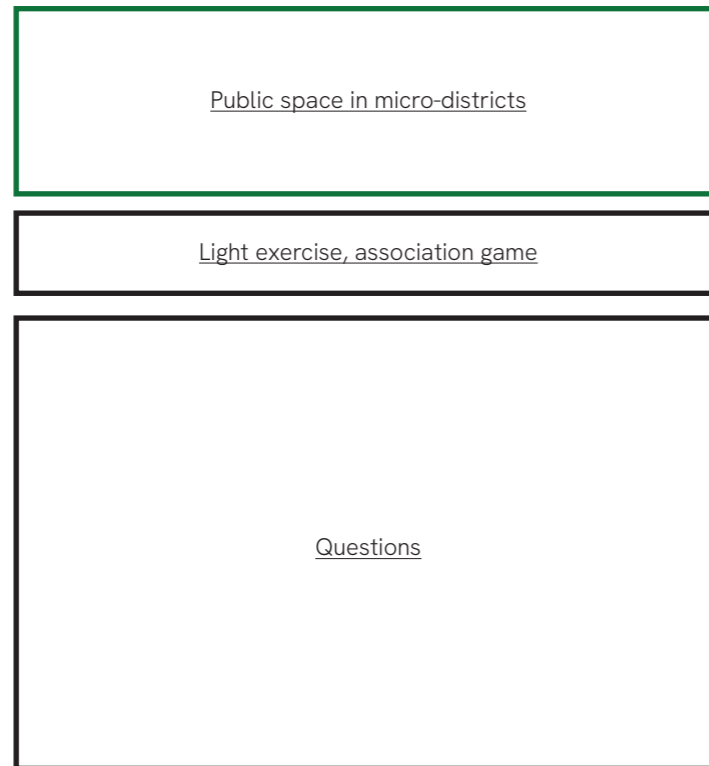 Public space in micro-districts
Light exercise, association game
Questions